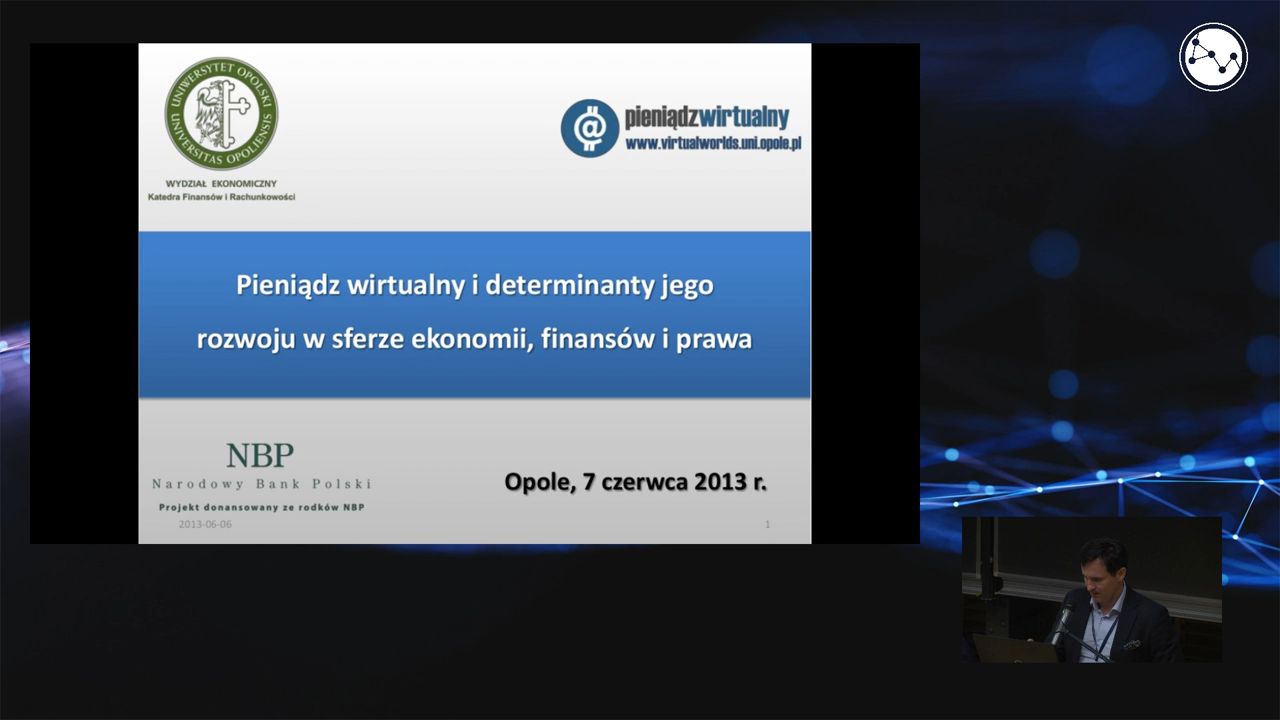 UNIWERSYTET OPOLSKI
UNIVERSITAS OPOLIENSIS
WYDZIAŁ EKONOMICZNY
Katedra Finansów i Rachunkowości
pieniądzwirtualny
www.virtualworlds.uni.opole.pl
Pieniądz wirtualny i determinanty jego
rozwoju w sferze ekonomii, finansów i prawa
NBP
Narodowy Bank Polski
Projekt donansowany ze rodków NBP
Opole, 7 czerwca 2013 r.
2013-06-06
1